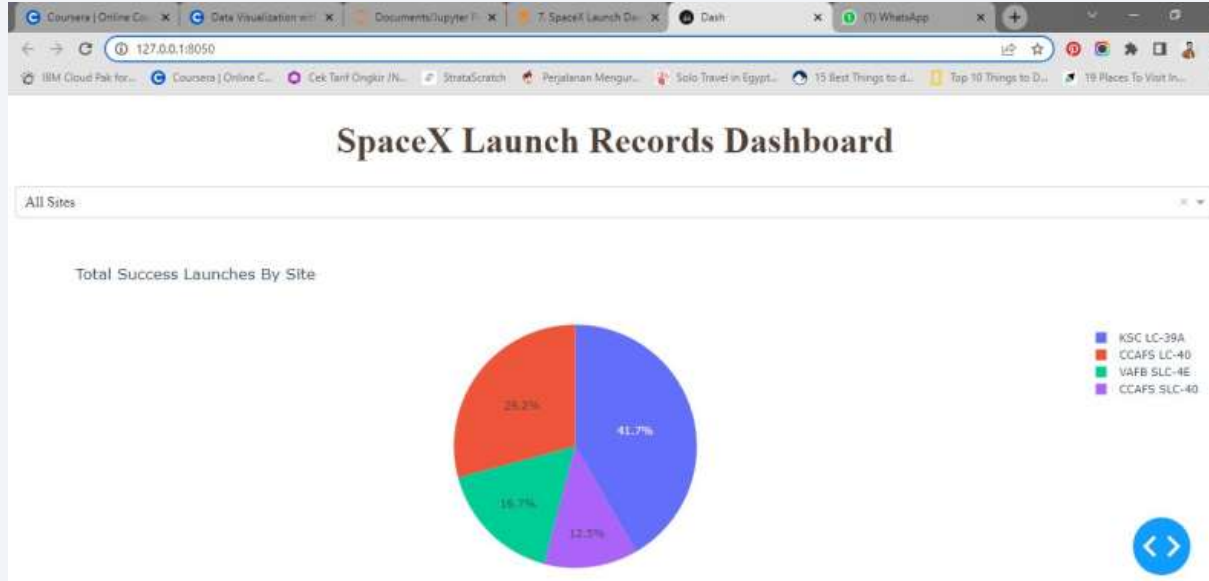 Coursera | Online Co
Data Visualization with
Documents/Jupyter
7. SpaceX Launch Da
Dash
(1) WhatsApp
127.0.0.1:8050
IBM Cloud Pak for...
Coursera | Online C...
Cek Tarif Ongkir JN...
StrataScratch
Perjalanan Mengur...
Solo Travel in Egypt...
15 Best Things to d...
Top 10 Things to D...
19 Places To Visit In...
SpaceX Launch Records Dashboard
All Sites
Total Success Launches By Site
KSC LC-39A
CCAFS LC-40
VAFB SLC-4E
CCAFS SLC-40
29.2%
41.7%
16.7%
12.5%